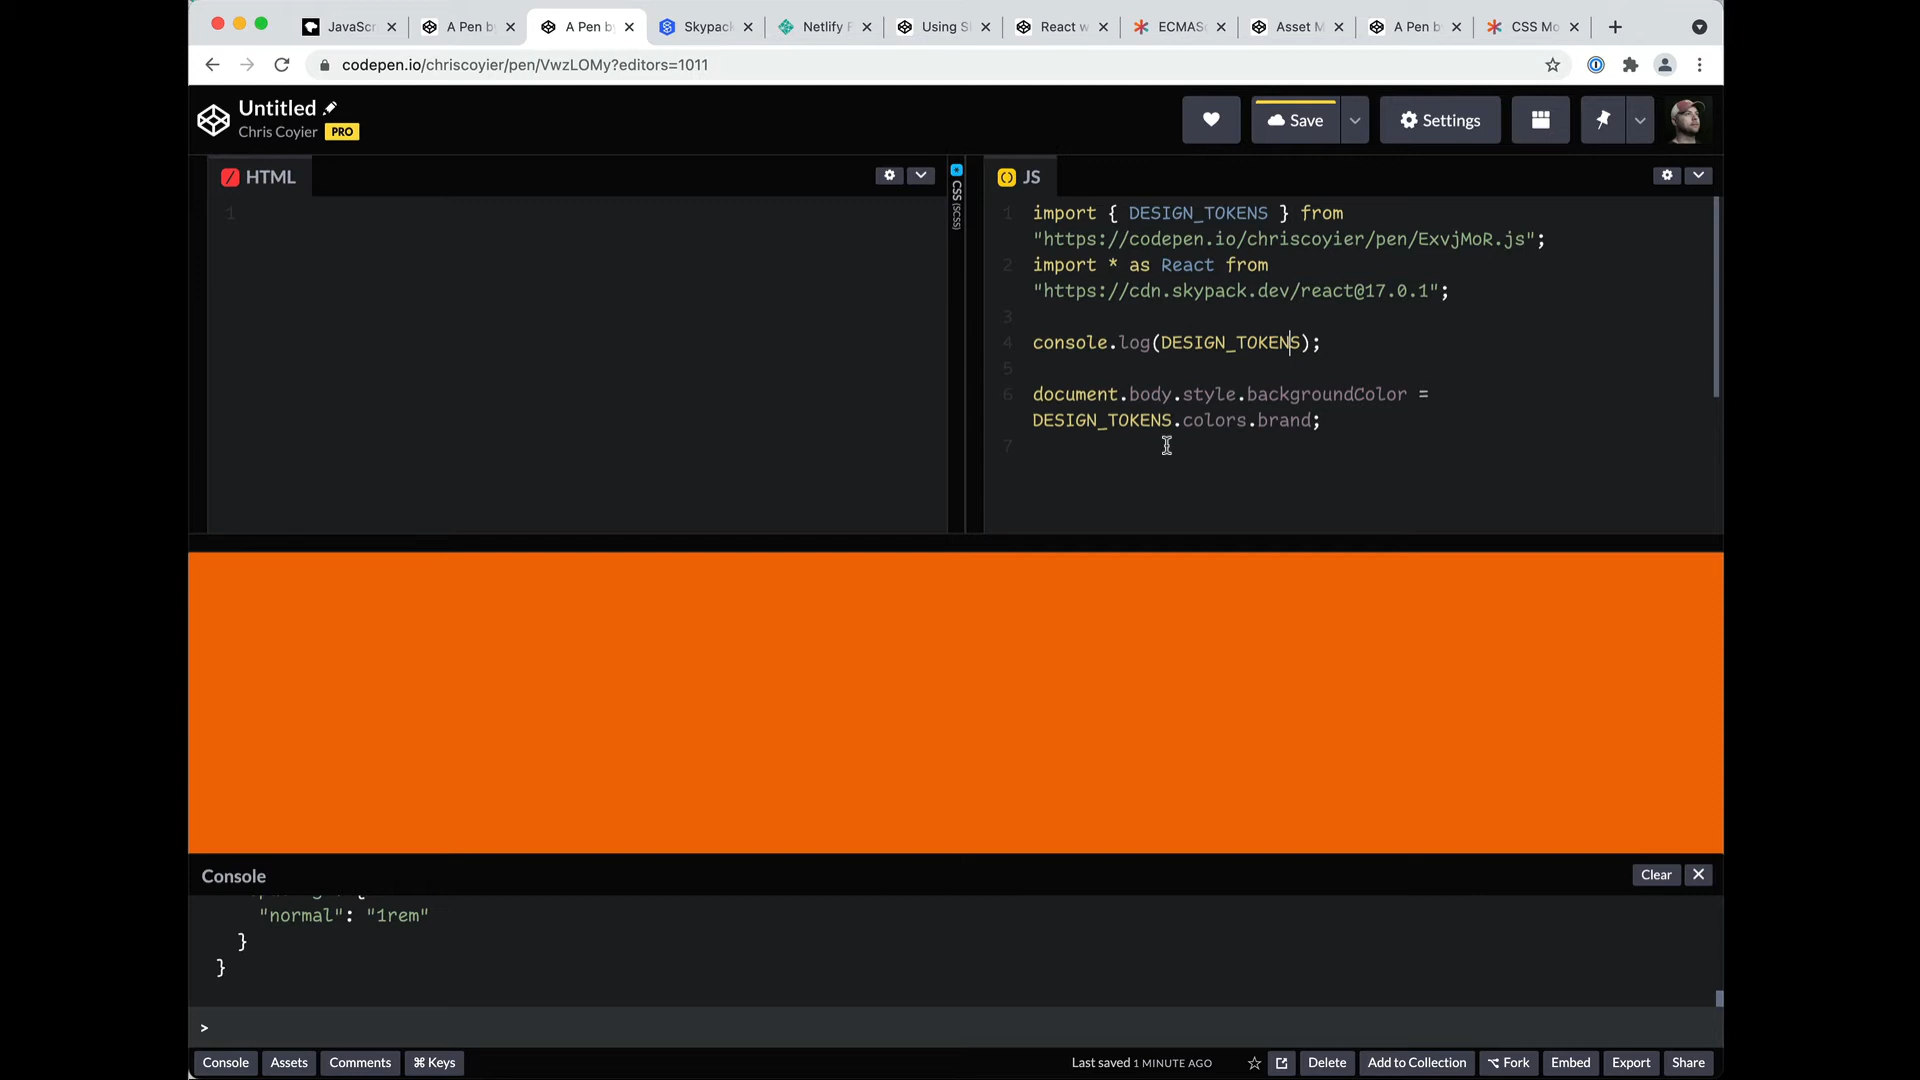 JavaScr
A Pen b
A Pen by
Skypack
Netlify F
Using S
React w
ECMASc
Asset M
A Pen b
CSS Mo
codepen.io/chriscoyier/pen/VwzLOMy?editors=1011
Untitled
Chris Coyier PRO
Save
Settings
HTML
CSS (SCSS)
JS
1
1 import { DESIGN_TOKENS } from
"https://codepen.io/chriscoyier/pen/ExvjMoR.js";
2 import * as React from
"https://cdn.skypack.dev/react@17.0.1";
3
4 console.log(DESIGN_TOKENS);
5
6 document.body.style.backgroundColor =
DESIGN_TOKENS.colors.brand;
7
Console
Clear
"normal": "1rem"
}
}
>
Console
Assets
Comments
⌘ Keys
Last saved 1 MINUTE AGO
Delete
Add to Collection
Fork
Embed
Export
Share